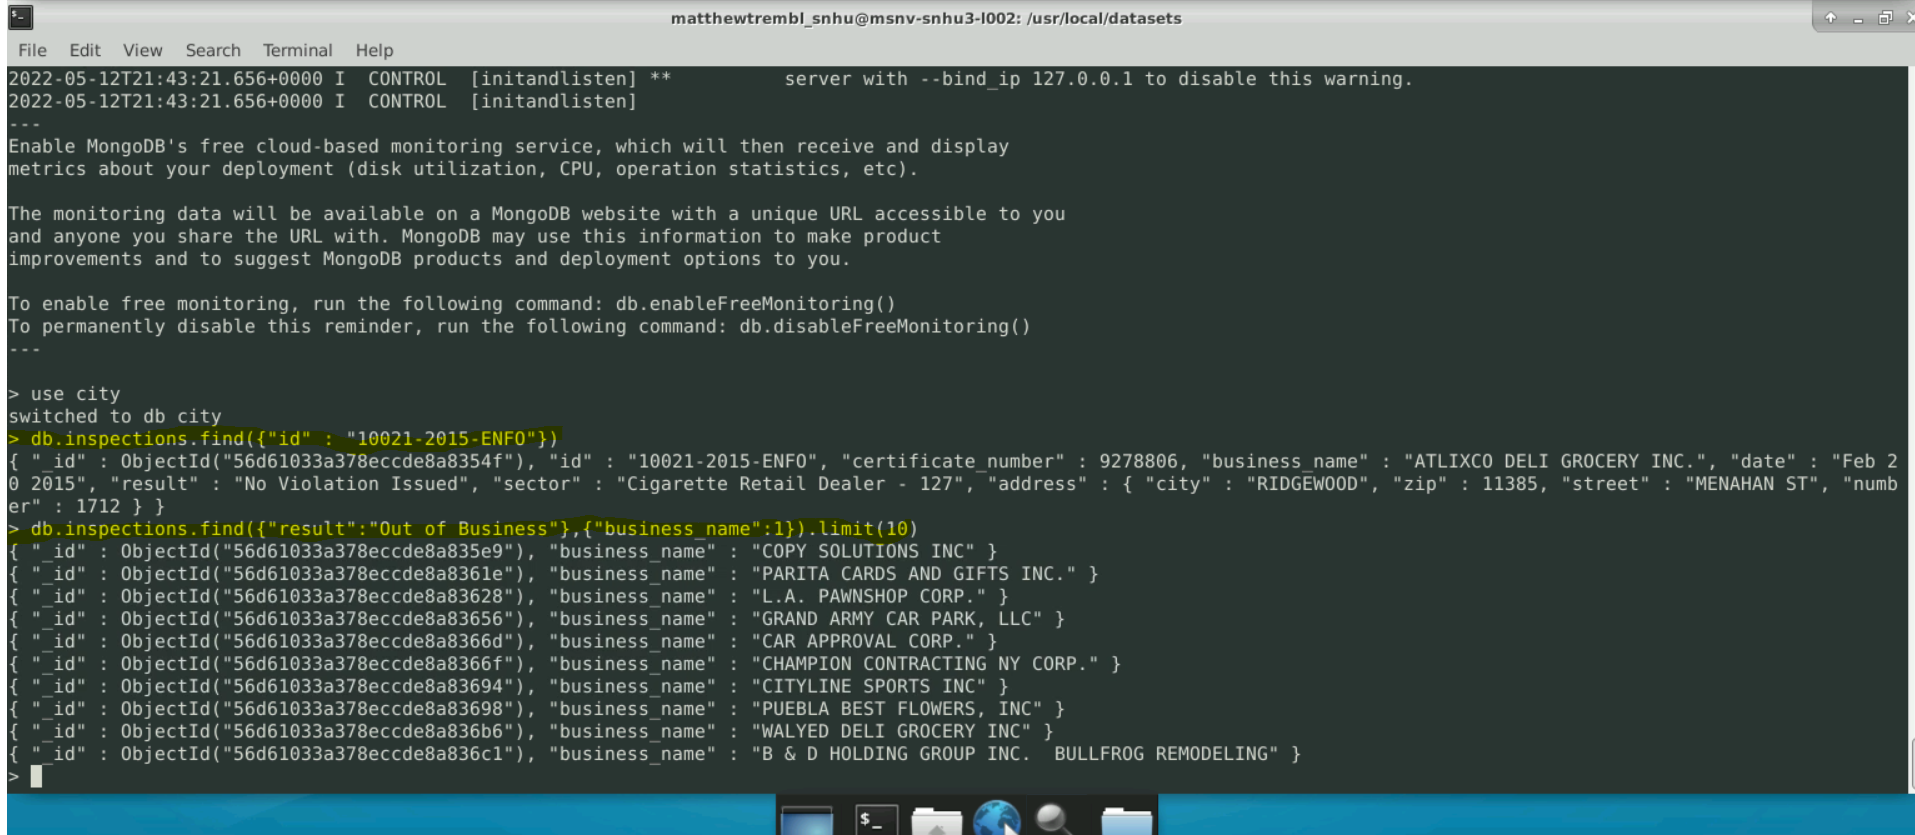 matthewtrembl_snhu@msnv-snhu3-l002: /usr/local/datasets
File Edit View Search Terminal Help
2022-05-12T21:43:21.656+0000 I  CONTROL  [initandlisten] **          server with --bind_ip 127.0.0.1 to disable this warning.
2022-05-12T21:43:21.656+0000 I  CONTROL  [initandlisten]
---
Enable MongoDB's free cloud-based monitoring service, which will then receive and display
metrics about your deployment (disk utilization, CPU, operation statistics, etc).
The monitoring data will be available on a MongoDB website with a unique URL accessible to you
and anyone you share the URL with. MongoDB may use this information to make product
improvements and to suggest MongoDB products and deployment options to you.
To enable free monitoring, run the following command: db.enableFreeMonitoring()
To permanently disable this reminder, run the following command: db.disableFreeMonitoring()
---
> use city
switched to db city
> db.inspections.find({"id" : "10021-2015-ENFO"})
{ "_id" : ObjectId("56d61033a378eccde8a8354f"), "id" : "10021-2015-ENFO", "certificate_number" : 9278806, "business_name" : "ATLIXCO DELI GROCERY INC.", "date" : "Feb 2
0 2015", "result" : "No Violation Issued", "sector" : "Cigarette Retail Dealer - 127", "address" : { "city" : "RIDGEWOOD", "zip" : 11385, "street" : "MENAHAN ST", "numb
er" : 1712 } }
> db.inspections.find({"result":"Out of Business"},{"business_name":1}).limit(10)
{ "_id" : ObjectId("56d61033a378eccde8a835e9"), "business_name" : "COPY SOLUTIONS INC" }
{ "_id" : ObjectId("56d61033a378eccde8a8361e"), "business_name" : "PARITA CARDS AND GIFTS INC." }
{ "_id" : ObjectId("56d61033a378eccde8a83628"), "business_name" : "L.A. PAWNSHOP CORP." }
{ "_id" : ObjectId("56d61033a378eccde8a83656"), "business_name" : "GRAND ARMY CAR PARK, LLC" }
{ "_id" : ObjectId("56d61033a378eccde8a8366d"), "business_name" : "CAR APPROVAL CORP." }
{ "_id" : ObjectId("56d61033a378eccde8a8366f"), "business_name" : "CHAMPION CONTRACTING NY CORP." }
{ "_id" : ObjectId("56d61033a378eccde8a83694"), "business_name" : "CITYLINE SPORTS INC" }
{ "_id" : ObjectId("56d61033a378eccde8a83698"), "business_name" : "PUEBLA BEST FLOWERS, INC" }
{ "_id" : ObjectId("56d61033a378eccde8a836b6"), "business_name" : "WALYED DELI GROCERY INC" }
{ "_id" : ObjectId("56d61033a378eccde8a836c1"), "business_name" : "B & D HOLDING GROUP INC.  BULLFROG REMODELING" }
>
$_